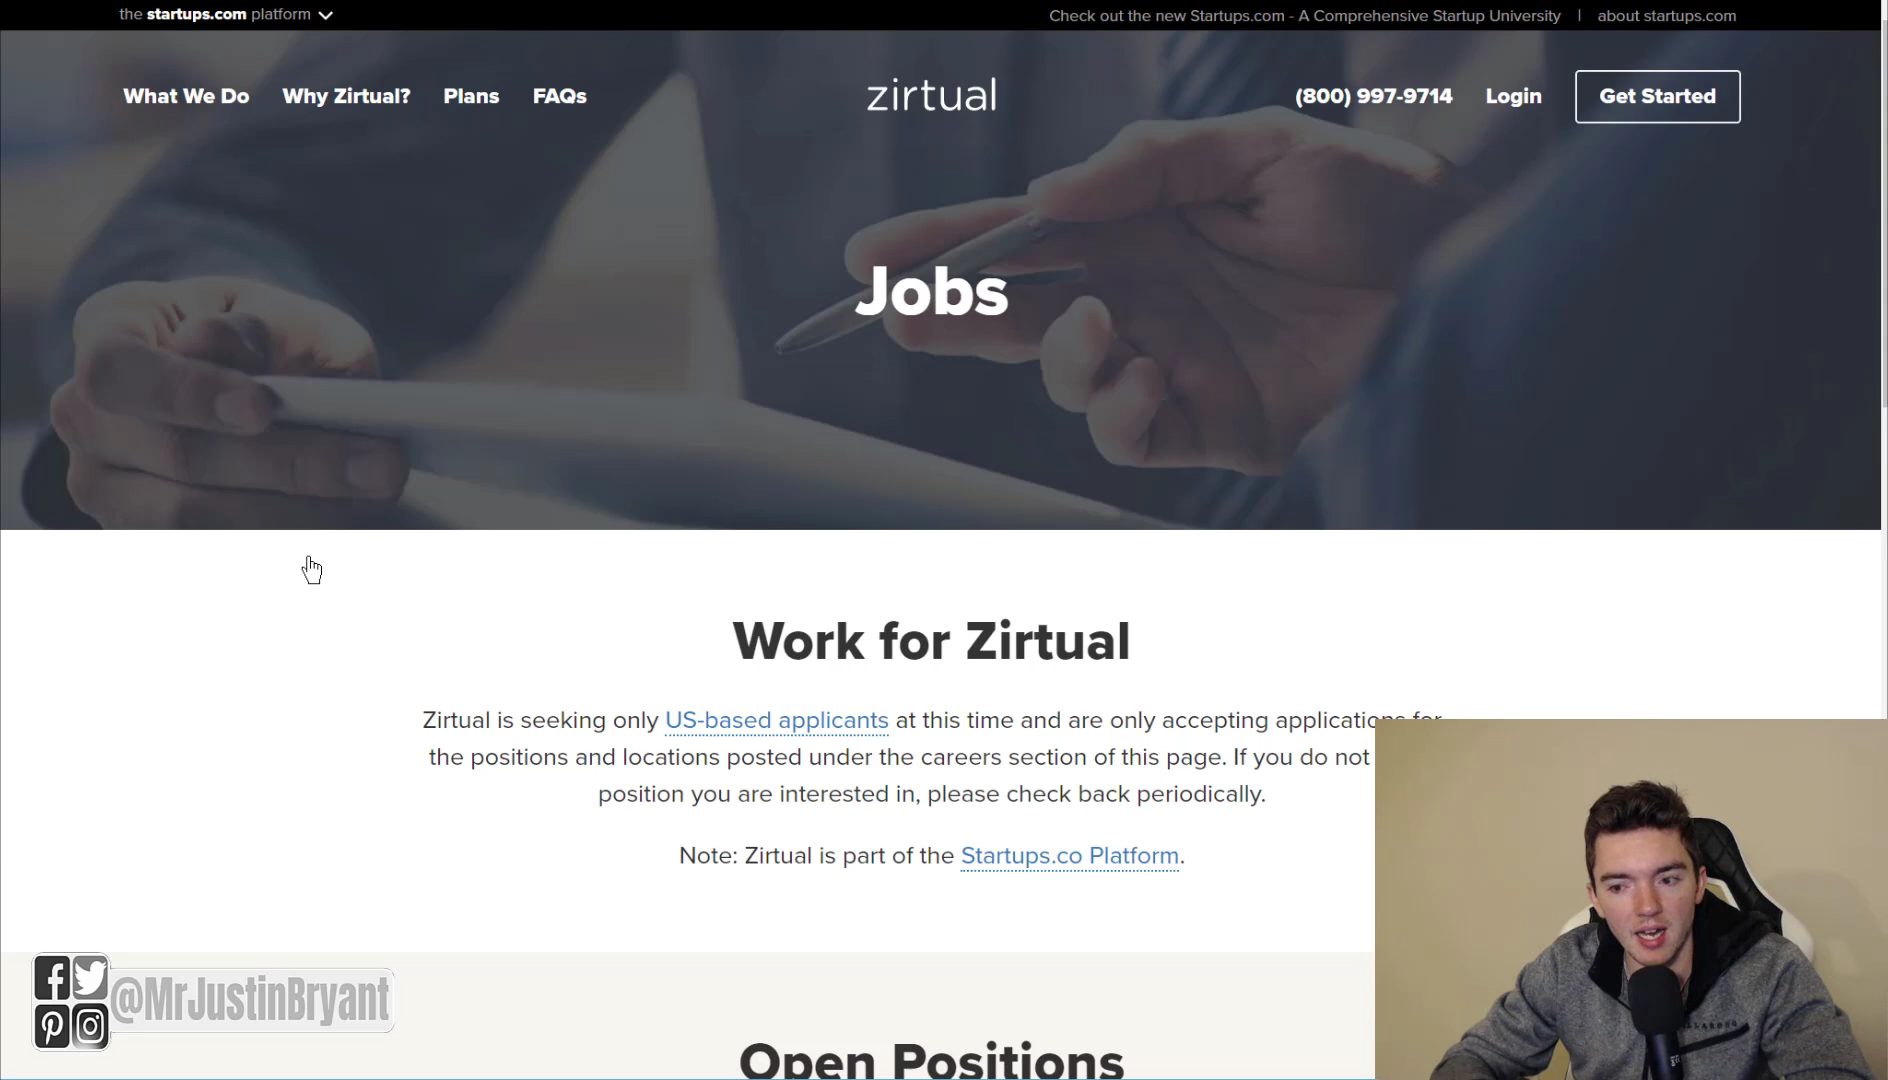 the startups.com platform
Check out the new Startups.com - A Comprehensive Startup University | about startups.com
What We Do Why Zirtual? Plans FAQs
zirtual
(800) 997-9714 Login Get Started
Jobs
Work for Zirtual
Zirtual is seeking only US-based applicants at this time and are only accepting applications for
the positions and locations posted under the careers section of this page. If you do not
position you are interested in, please check back periodically.
Note: Zirtual is part of the Startups.co Platform.
@MrJustinBryant
Open Positions